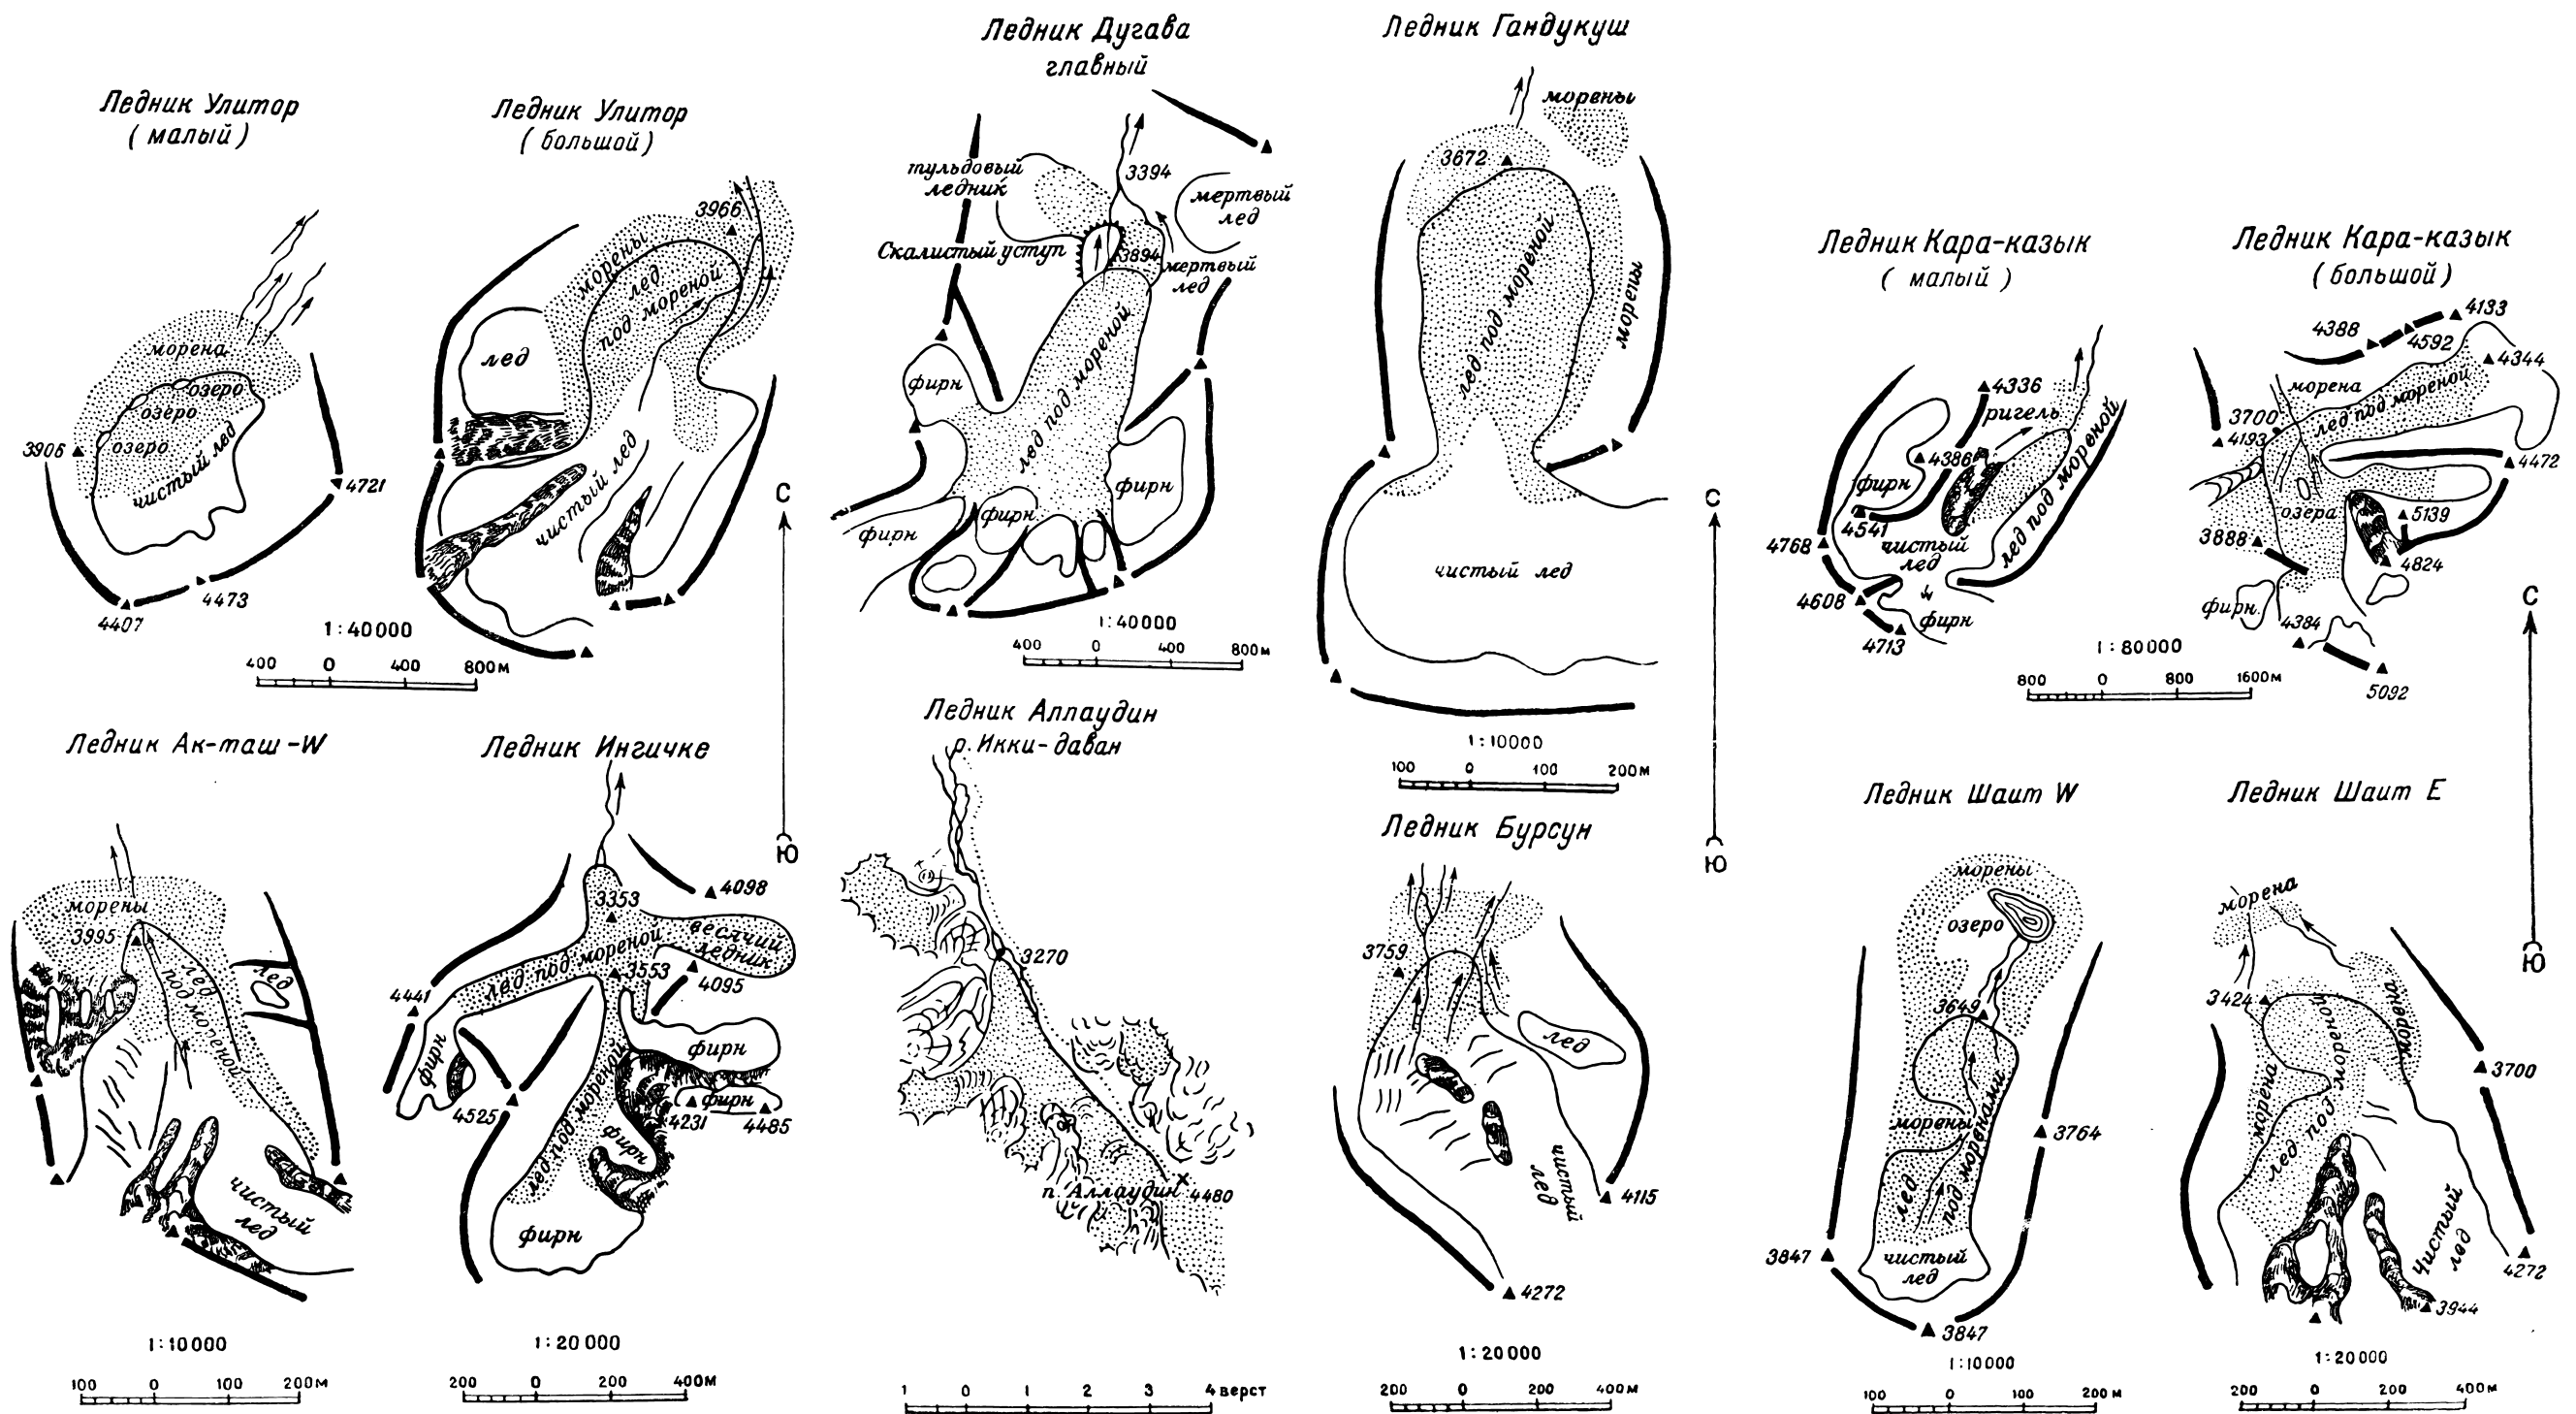 Ледник Улитор
( малый )
3906
морена
озеро
озеро
озеро
чистый лед
4721
4473
4407
Ледник Улитор
( большой )
3966
морены
лед
под мореной
лед
чистый лед
1:40 000
400 0 400 800м
С
Ю
Ледник Дугава
главный
тульдовый
ледник
3394
мертвый
лед
Скалистый уступ
3894
мертвый
лед
фирн
лед под мореной
фирн
фирн
фирн
1:40 000
400 0 400 800м
Ледник Гандукуш
морены
3672
лед под мореной
морены
чистый лед
1:10000
100 0 100 200м
С
Ю
Ледник Кара-казык
( малый )
4336
ригель
4386
фирн
4541
чистый
лед
лед под мореной
4768
4608
фирн
4713
Ледник Кара-казык
( большой )
4133
4388
4592
4344
морена
лед под мореной
3700
4193
4472
озера
5139
3888
4824
фирн
4384
5092
1:80000
800 0 800 1600м
С
Ю
Ледник Ак-таш-W
морены
3995
лед
под мореной
лед
чистый
лед
1:10 000
100 0 100 200м
Ледник Ингичке
4098
3353
весячий
ледник
лед под мореной
3553
4095
4441
фирн
фирн
4525
фирн
4231
4485
лед под мореной
фирн
фирн
1:20 000
200 0 200 400м
Ледник Аллаудин
р. Икки-даван
3270
п. Аллаудин 4480
1 0 1 2 3 4 верст
Ледник Бурсун
3759
лед
чистый
лед
4115
4272
1:20000
200 0 200 400м
Ледник Шаит W
морены
озеро
3649
морены
3764
лед
под моренами
чистый
лед
3847
3847
1:10000
100 0 100 200 м
Ледник Шаит E
морена
3424
морена
морена
лед под мореной
3700
Чистый
лед
4272
3944
1:20000
200 0 200 400м